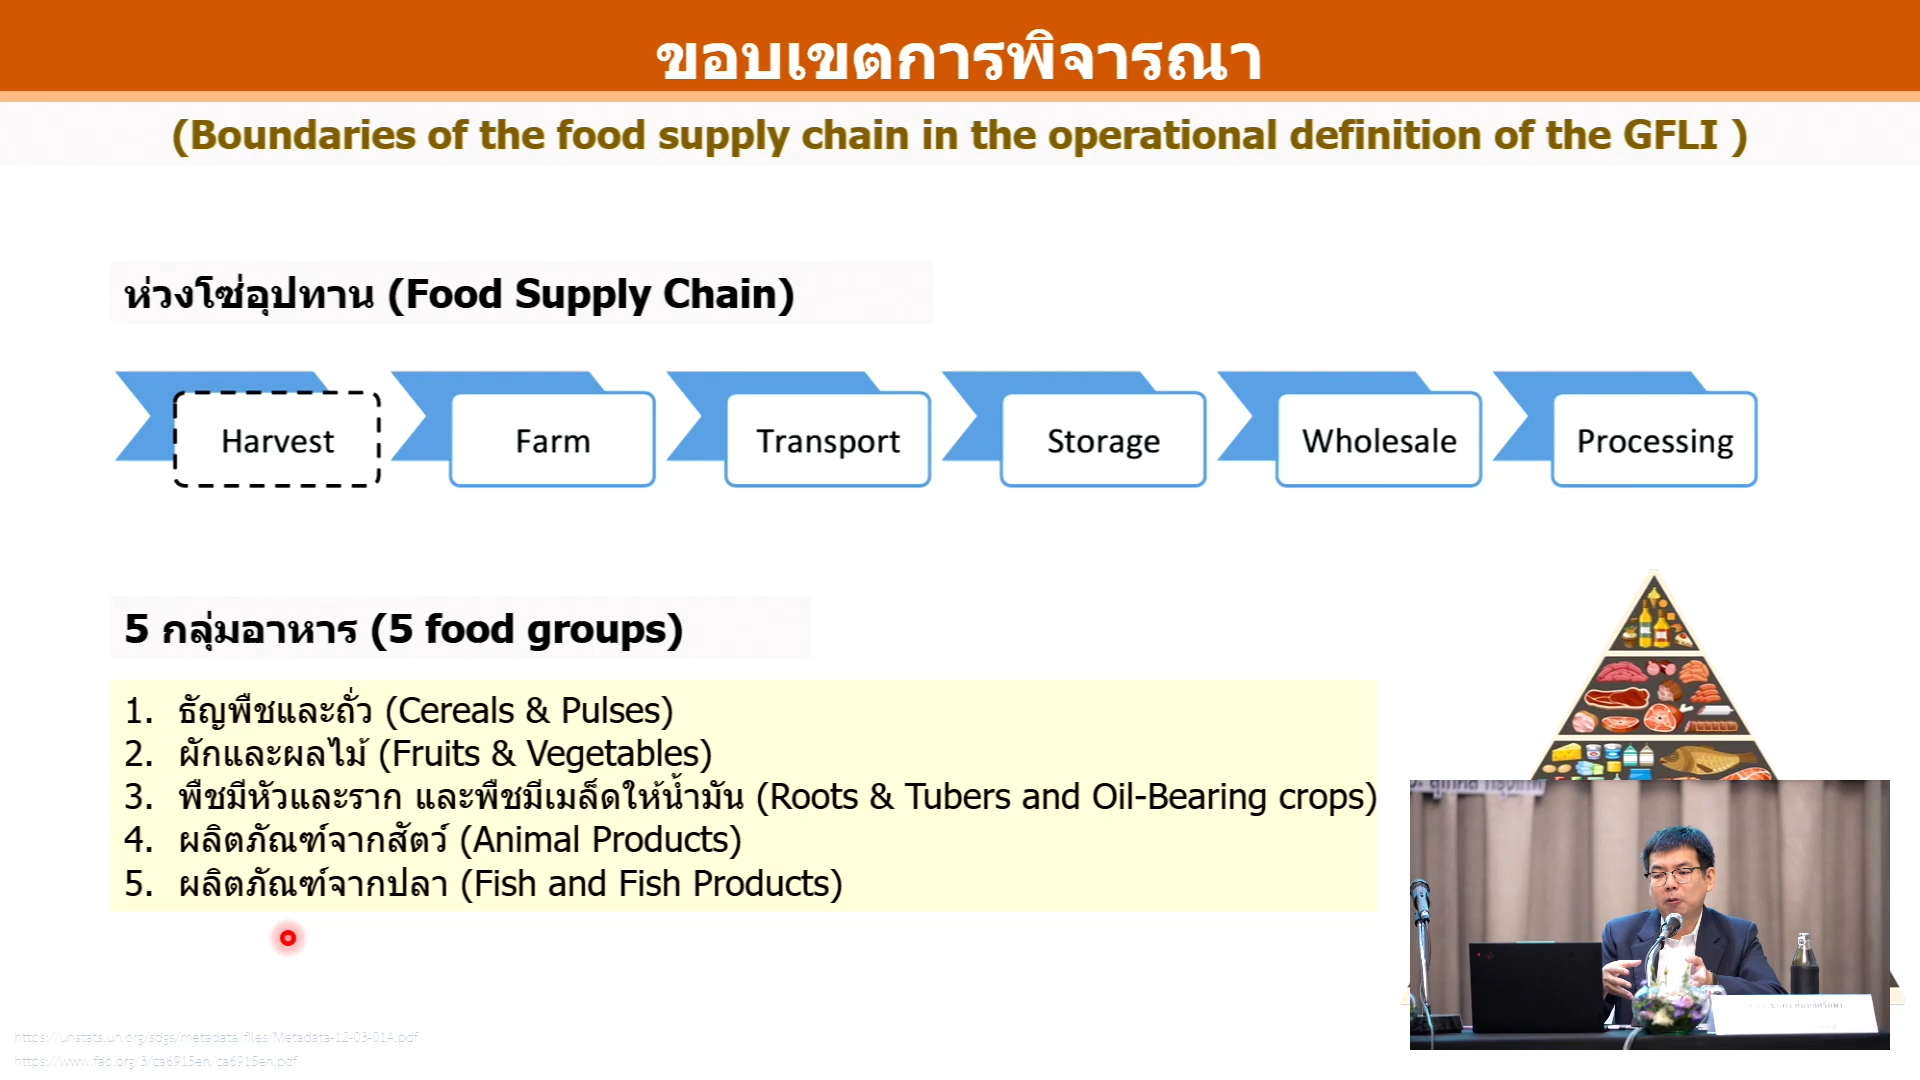 ขอบเขตการพิจารณา
(Boundaries of the food supply chain in the operational definition of the GFLI )
ห่วงโซ่อุปทาน (Food Supply Chain)
Harvest
Farm
Transport
Storage
Wholesale
Processing
5 กลุ่มอาหาร (5 food groups)
1. ธัญพืชและถั่ว (Cereals & Pulses)
2. ผักและผลไม้ (Fruits & Vegetables)
3. พืชมีหัวและราก และพืชมีเมล็ดให้น้ำมัน (Roots & Tubers and Oil-Bearing crops)
4. ผลิตภัณฑ์จากสัตว์ (Animal Products)
5. ผลิตภัณฑ์จากปลา (Fish and Fish Products)
https://unstats.un.org/sdgs/metadata/files/Metadata-12-03-01A.pdf
https://www.fao.org/3/ca6915en/ca6915en.pdf